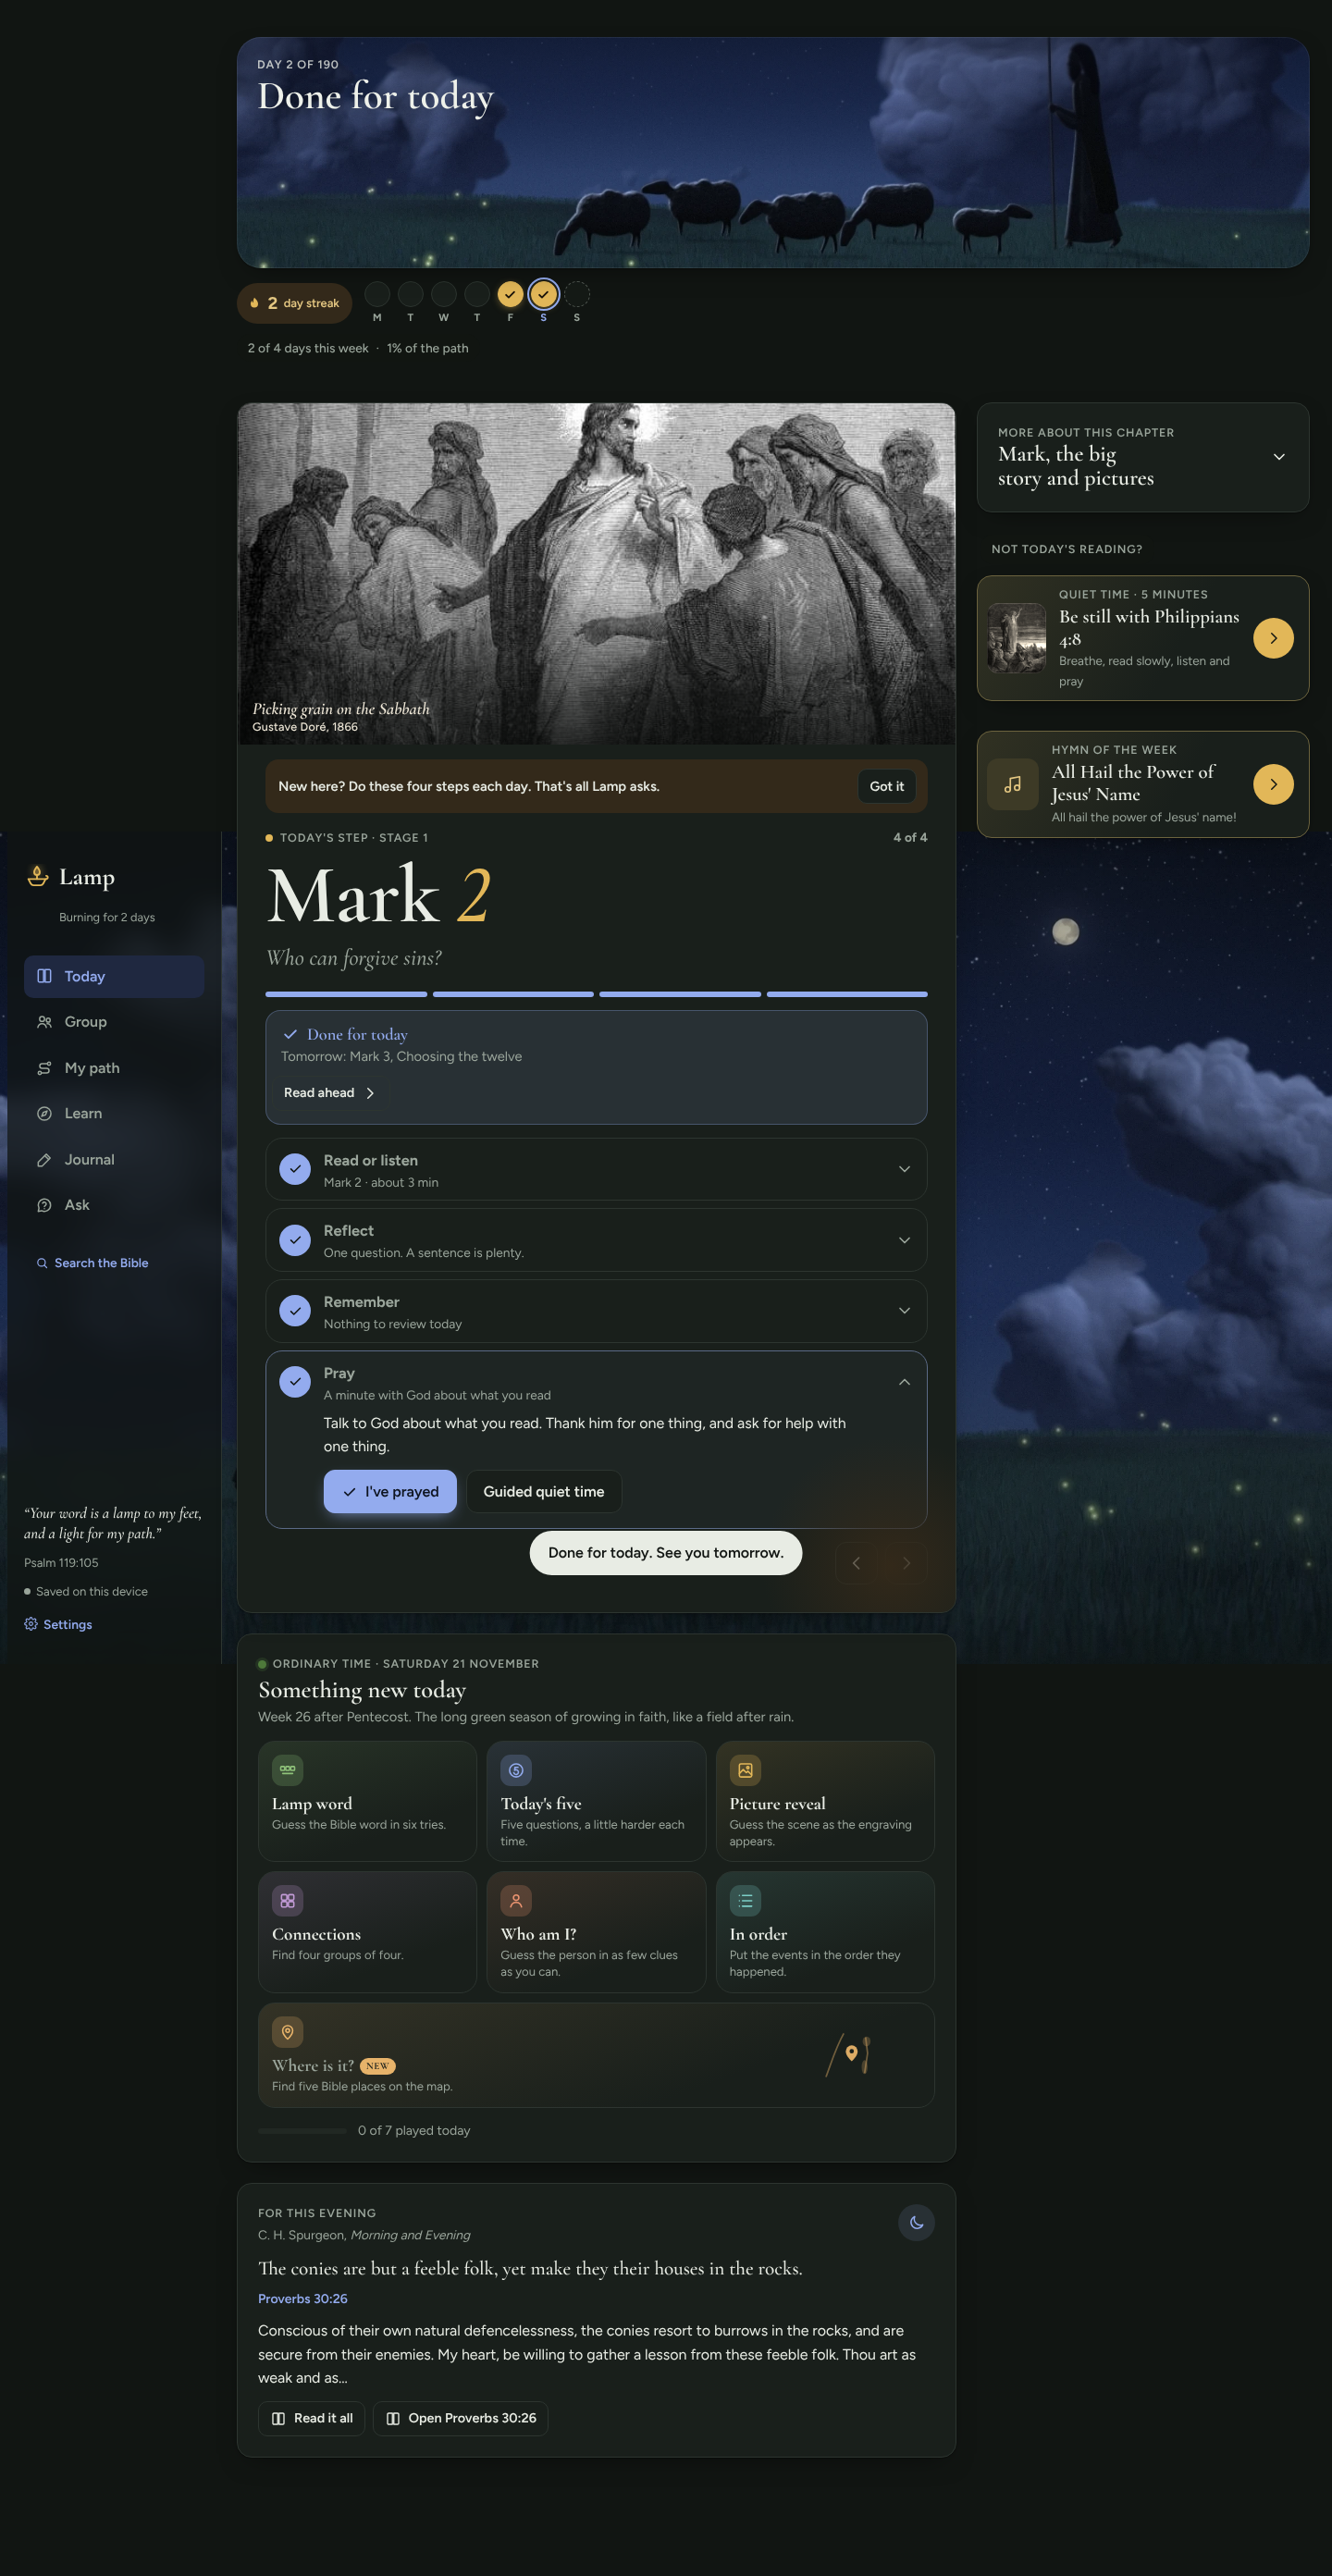 DAY 2 OF 190
Done for today
2 day streak
M T W T F S S
2 of 4 days this week · 1% of the path
Picking grain on the Sabbath
Gustave Doré, 1866
New here? Do these four steps each day. That's all Lamp asks.
Got it
TODAY'S STEP · STAGE 1
4 of 4
Mark 2
Who can forgive sins?
Done for today
Tomorrow: Mark 3, Choosing the twelve
Read ahead
Read or listen
Mark 2 · about 3 min
Reflect
One question. A sentence is plenty.
Remember
Nothing to review today
Pray
A minute with God about what you read
Talk to God about what you read. Thank him for one thing, and ask for help with
one thing.
I've prayed
Guided quiet time
Done for today. See you tomorrow.
MORE ABOUT THIS CHAPTER
Mark, the big
story and pictures
NOT TODAY'S READING?
QUIET TIME · 5 MINUTES
Be still with Philippians
4:8
Breathe, read slowly, listen and
pray
HYMN OF THE WEEK
All Hail the Power of
Jesus' Name
All hail the power of Jesus' name!
Lamp
Burning for 2 days
Today
Group
My path
Learn
Journal
Ask
Search the Bible
“Your word is a lamp to my feet,
and a light for my path.”
Psalm 119:105
Saved on this device
Settings
ORDINARY TIME · SATURDAY 21 NOVEMBER
Something new today
Week 26 after Pentecost. The long green season of growing in faith, like a field after rain.
Lamp word
Guess the Bible word in six tries.
5
Today's five
Five questions, a little harder each
time.
Picture reveal
Guess the scene as the engraving
appears.
Connections
Find four groups of four.
Who am I?
Guess the person in as few clues
as you can.
In order
Put the events in the order they
happened.
Where is it? NEW
Find five Bible places on the map.
0 of 7 played today
FOR THIS EVENING
C. H. Spurgeon, Morning and Evening
The conies are but a feeble folk, yet make they their houses in the rocks.
Proverbs 30:26
Conscious of their own natural defencelessness, the conies resort to burrows in the rocks, and are
secure from their enemies. My heart, be willing to gather a lesson from these feeble folk. Thou art as
weak and as…
Read it all
Open Proverbs 30:26